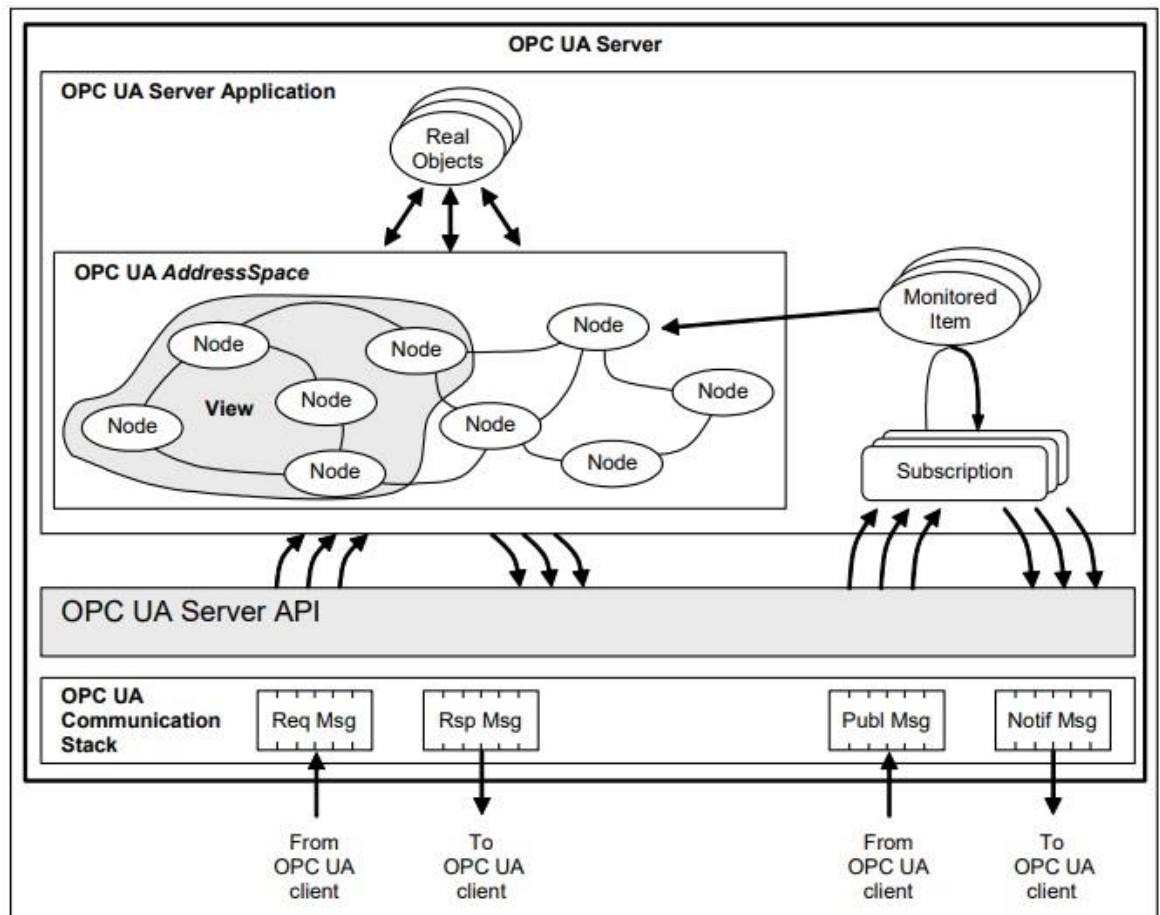 OPC UA Server
OPC UA Server Application
Real
Objects
OPC UA AddressSpace
Monitored
Item
Node
Node
Node
Node
View
Node
Node
Node
Node
Node
Node
Subscription
OPC UA Server API
OPC UA
Communication
Stack
Req Msg
Rsp Msg
Publ Msg
Notif Msg
From
OPC UA
client
To
OPC UA
client
From
OPC UA
client
To
OPC UA
client